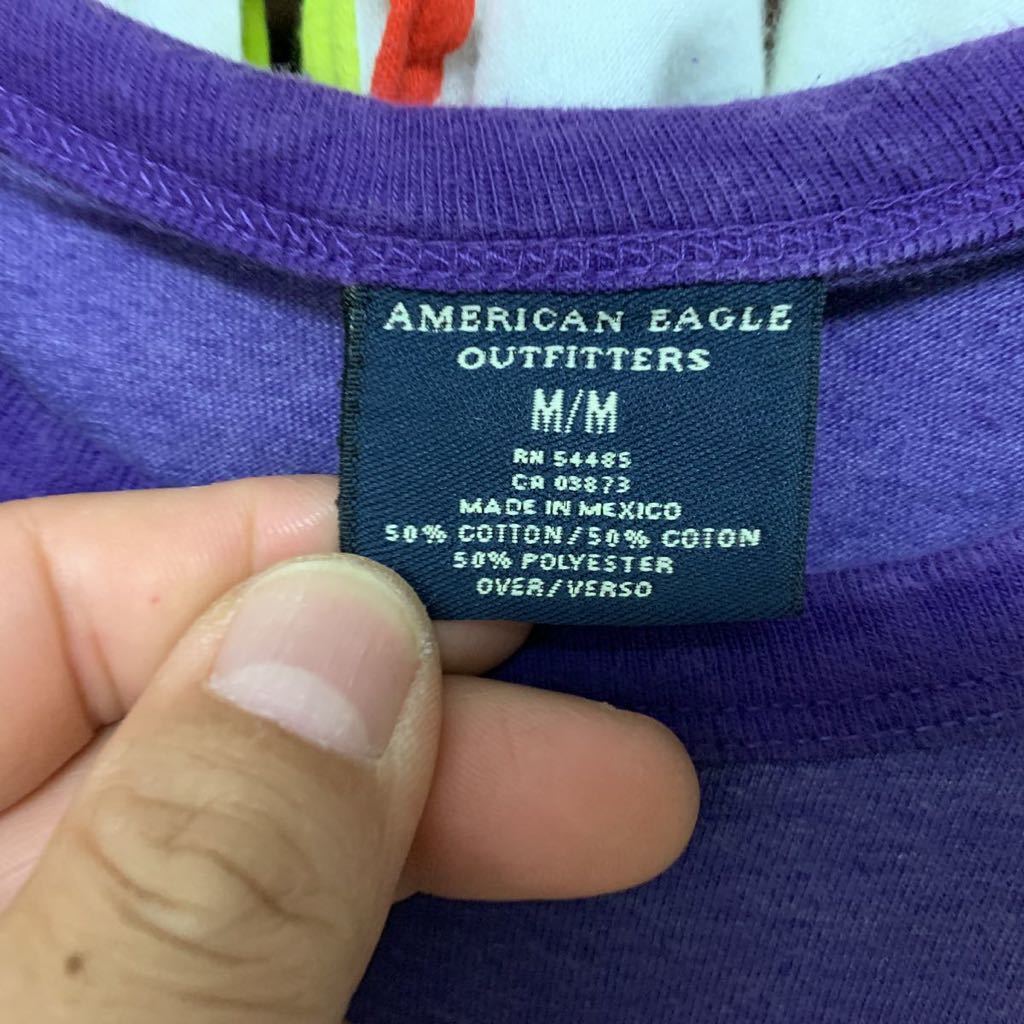 AMERICAN EAGLE
OUTFITTERS
M/M
RN 54485
CA 03873
MADE IN MEXICO
50% COTTON/50% COTON
50% POLYESTER
OVER/VERSO